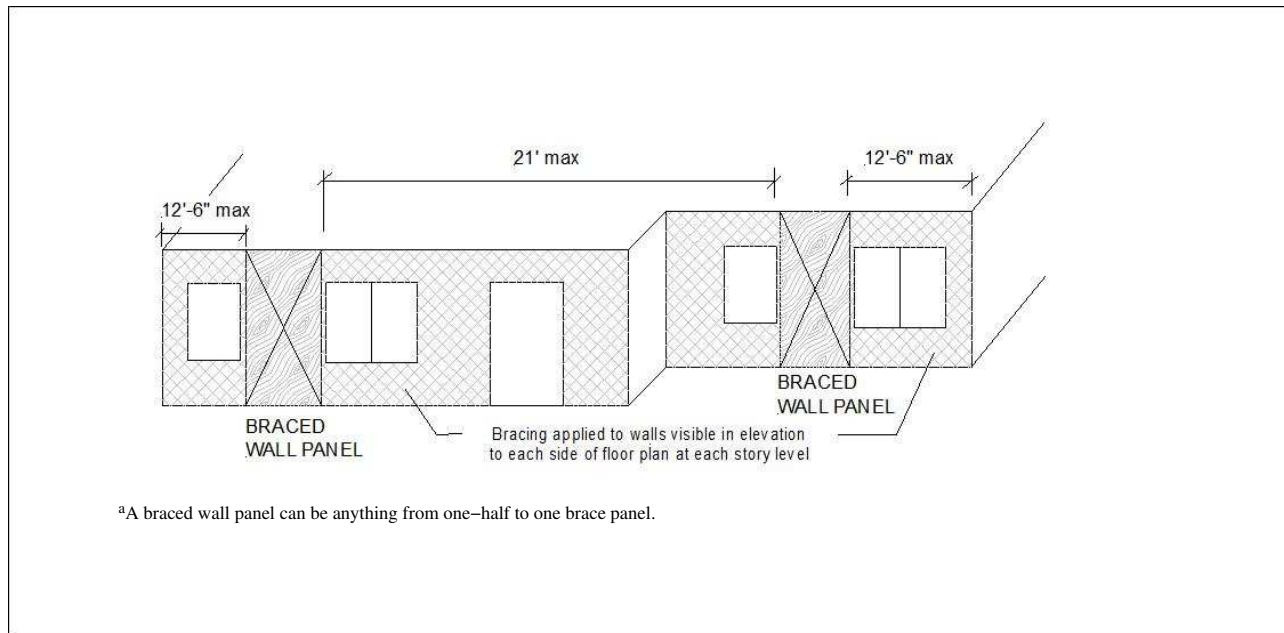 21' max
12'-6" max
12'-6" max
BRACED
WALL PANEL
BRACED
WALL PANEL
Bracing applied to walls visible in elevation
to each side of floor plan at each story level
aA braced wall panel can be anything from one−half to one brace panel.